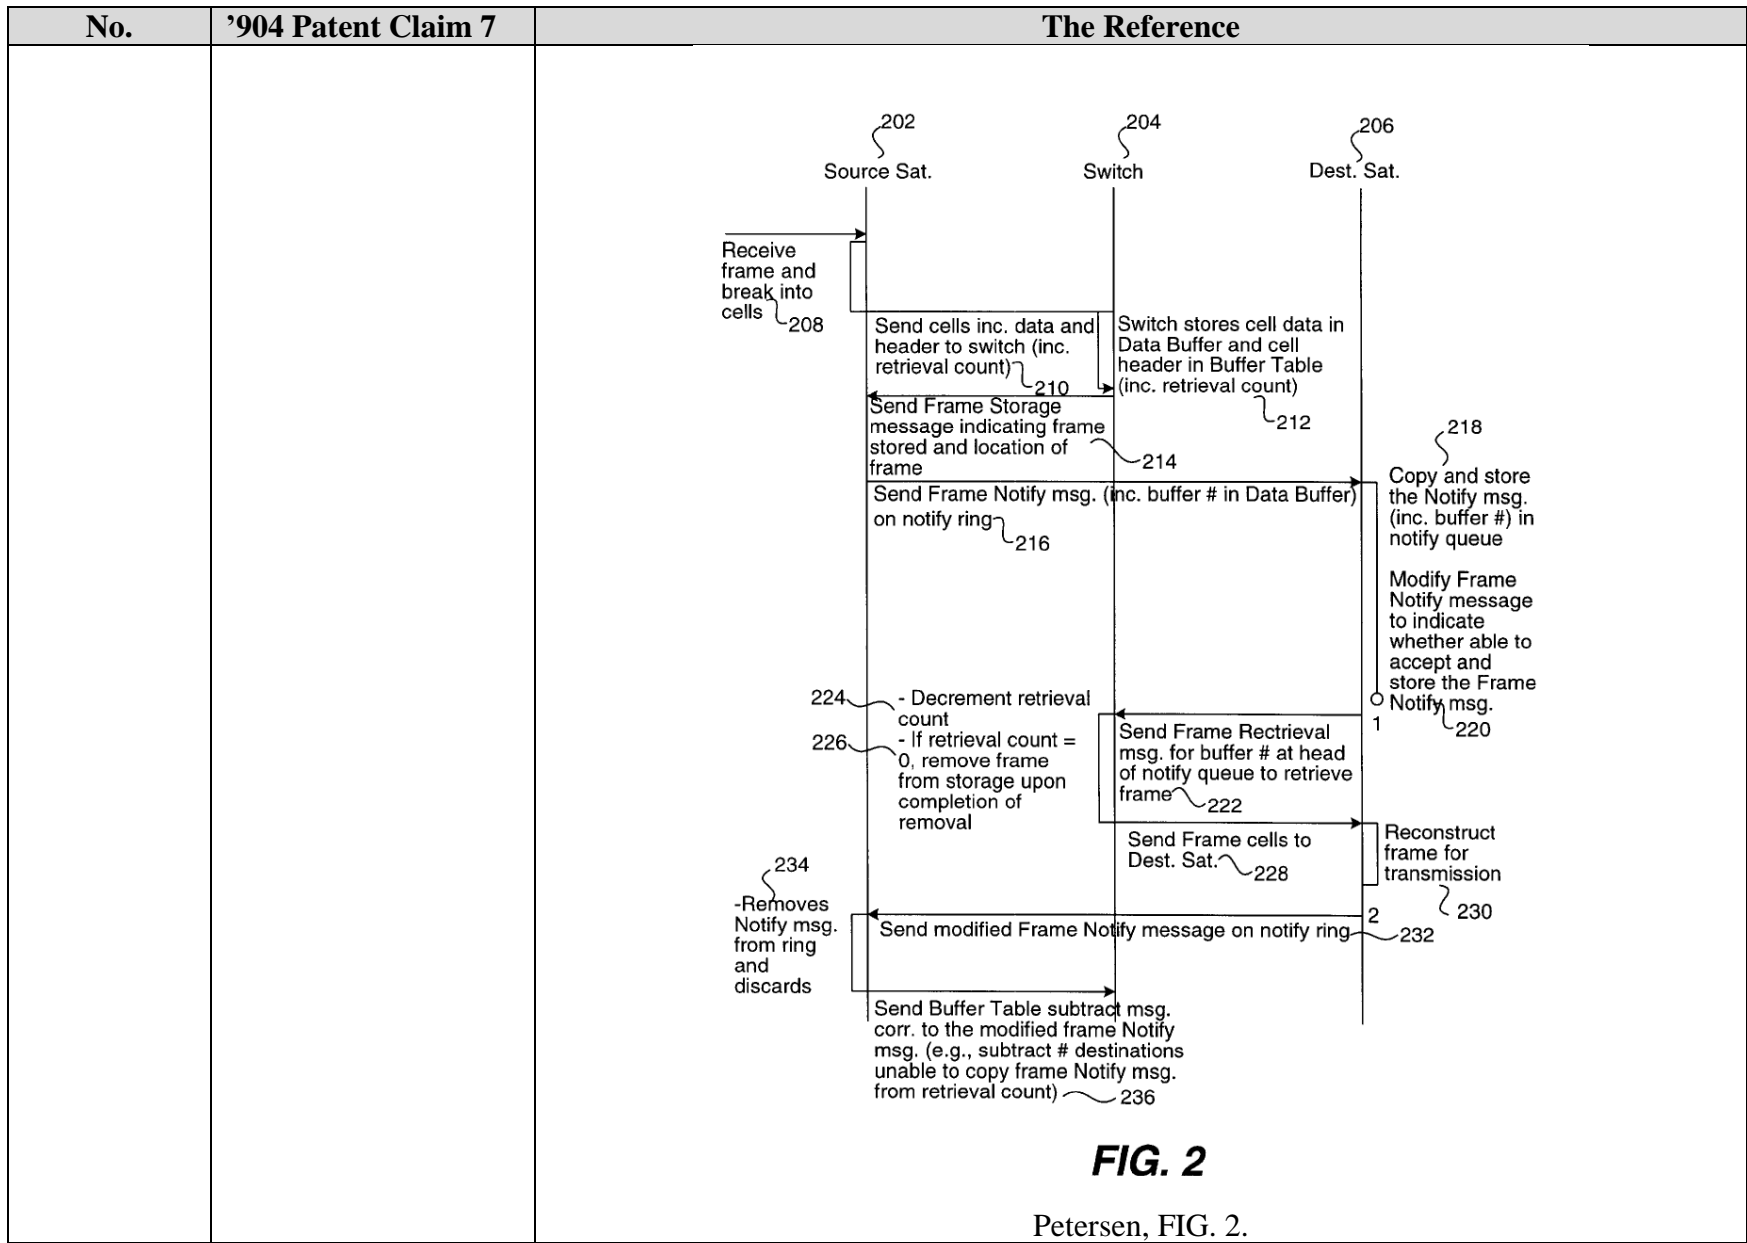 No.
'904 Patent Claim 7
The Reference
202
204
206
Source Sat.
Switch
Dest. Sat.
Receive
frame and
break into
cells
208
Send cells inc. data and
header to switch (inc.
retrieval count)
210
Switch stores cell data in
Data Buffer and cell
header in Buffer Table
(inc. retrieval count)
212
Send Frame Storage
message indicating frame
stored and location of
frame
214
Send Frame Notify msg. (inc. buffer # in Data Buffer)
on notify ring
216
218
Copy and store
the Notify msg.
(inc. buffer #) in
notify queue
Modify Frame
Notify message
to indicate
whether able to
accept and
store the Frame
Notify msg.
220
1
224
- Decrement retrieval
count
226
- If retrieval count =
0, remove frame
from storage upon
completion of
removal
Send Frame Rectrieval
msg. for buffer # at head
of notify queue to retrieve
frame
222
Send Frame cells to
Dest. Sat.
228
Reconstruct
frame for
transmission
230
234
-Removes
Notify msg.
from ring
and
discards
2
Send modified Frame Notify message on notify ring
232
Send Buffer Table subtract msg.
corr. to the modified frame Notify
msg. (e.g., subtract # destinations
unable to copy frame Notify msg.
from retrieval count)
236
FIG. 2
Petersen, FIG. 2.